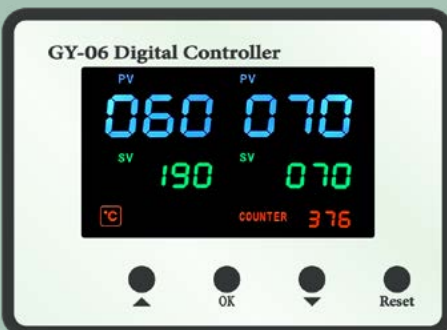 GY-06 Digital Controller
PV PV
060 070
SV SV
190 070
°C COUNTER 376
OK Reset